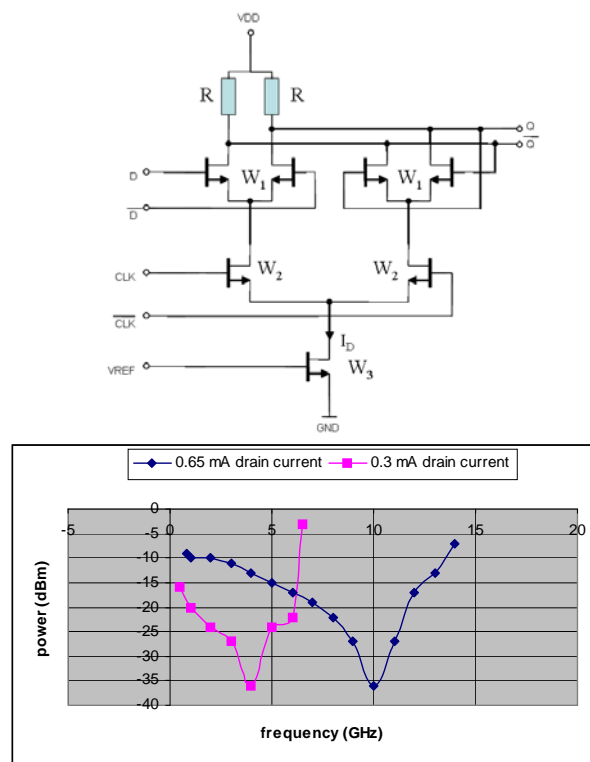 VDD
R R
Q
Q
D
W1 W1
D
CLK
W2 W2
CLK
ID
VREF
W3
GND
0.65 mA drain current 0.3 mA drain current
0
-5 0 5 10 15 20
-5
-10
-15
-20
-25
-30
-35
-40
power (dBm)
frequency (GHz)